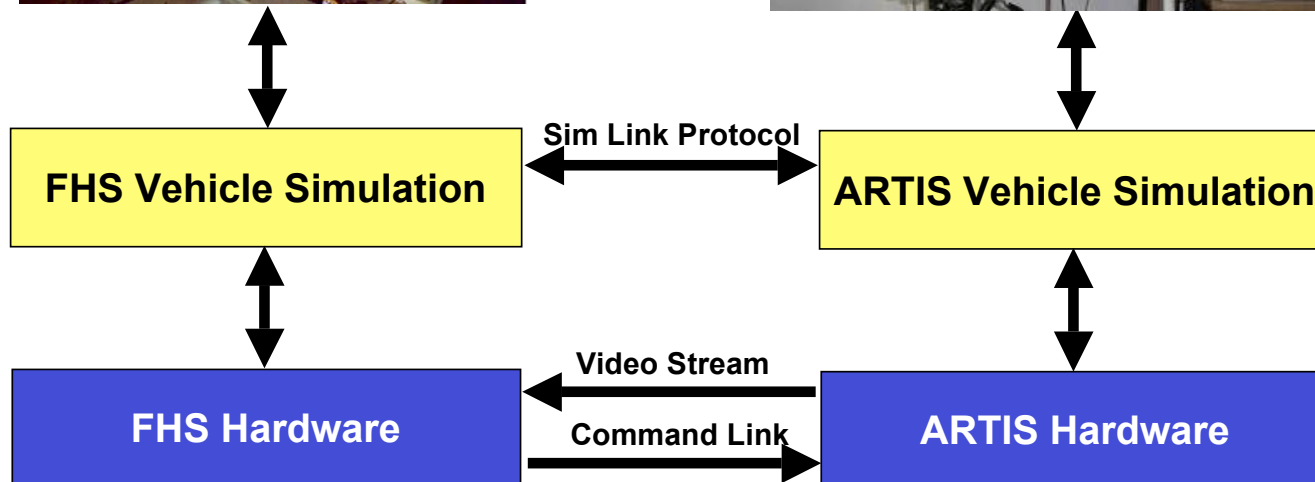 Sim Link Protocol
FHS Vehicle Simulation
ARTIS Vehicle Simulation
Video Stream
FHS Hardware
Command Link
ARTIS Hardware